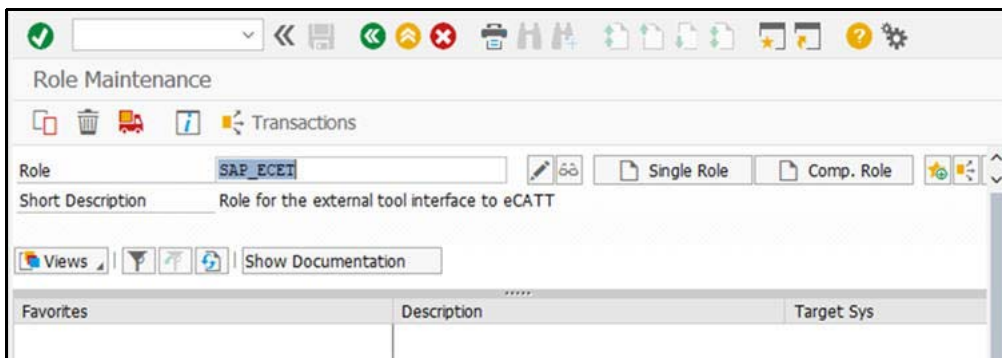 Role Maintenance
Transactions
Role SAP_ECET Single Role Comp. Role
Short Description Role for the external tool interface to eCATT
Views Show Documentation
Favorites Description Target Sys